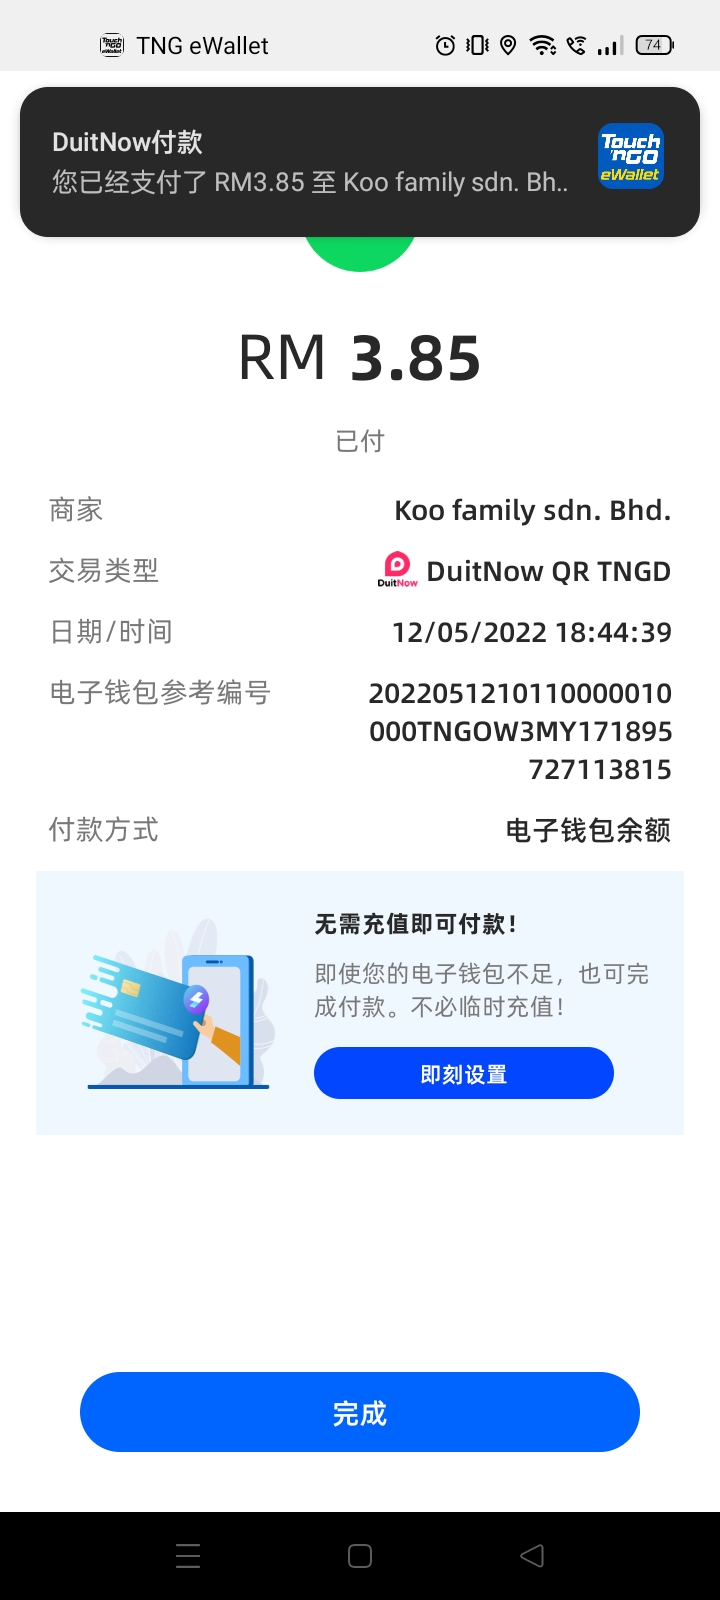 TNG eWallet
74
DuitNow付款
您已经支付了 RM3.85 至 Koo family sdn. Bh..
Touch
'nGO
eWallet
RM 3.85
已付
商家 Koo family sdn. Bhd.
交易类型 DuitNow DuitNow QR TNGD
日期/时间 12/05/2022 18:44:39
电子钱包参考编号 2022051210110000010
000TNGOW3MY171895
727113815
付款方式 电子钱包余额
无需充值即可付款!
即使您的电子钱包不足，也可完
成付款。不必临时充值!
即刻设置
完成